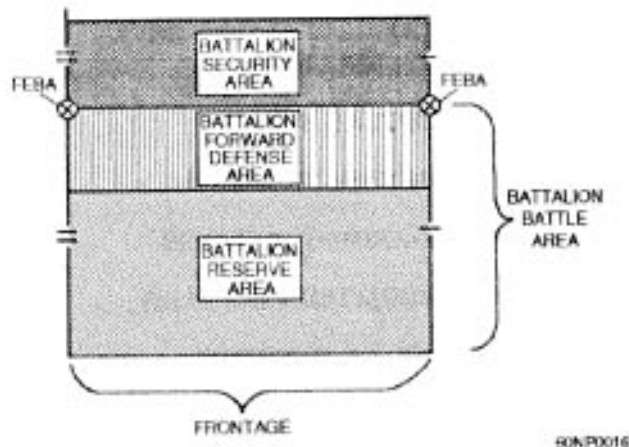 BATTALION
SECURITY
AREA
FEBA
FEBA
BATTALION
FORWARD
DEFENSE
AREA
BATTALION
BATTLE
AREA
BATTALION
RESERVE
AREA
FRONTAGE
60NP0016